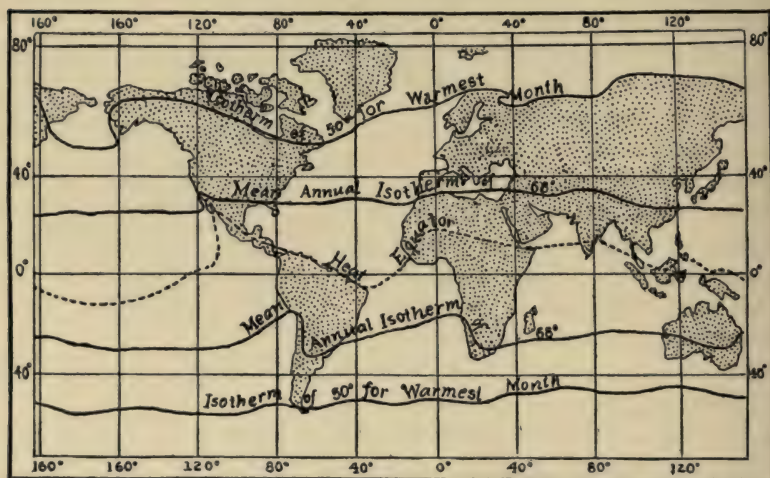 160° 160° 120° 80° 40° 0° 40° 80° 120°
80° 80°
Isotherm of 50° for Warmest Month
40° 40°
Mean Annual Isotherm of 68°
Heat Equator
0° 0°
Mean Annual Isotherm 68°
40° 40°
Isotherm of 50° for Warmest Month
160° 160° 120° 80° 40° 0° 40° 80° 120°